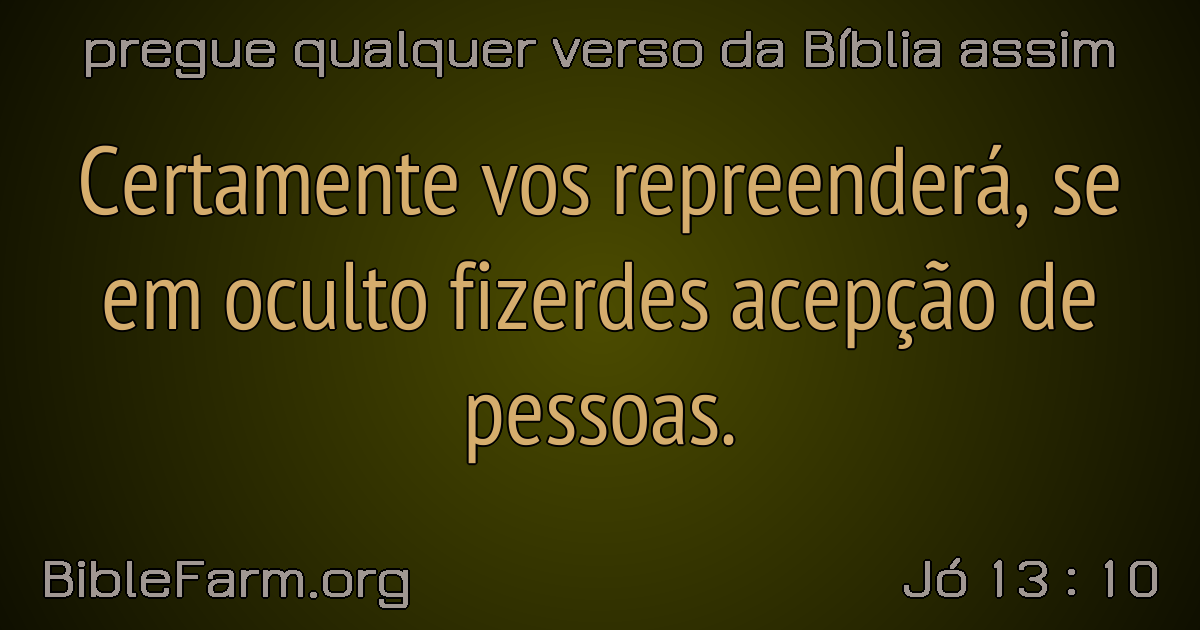 pregue qualquer verso da Bíblia assim
Certamente vos repreenderá, se
em oculto fizerdes acepção de
pessoas.
BibleFarm.org
Jó 13 : 10